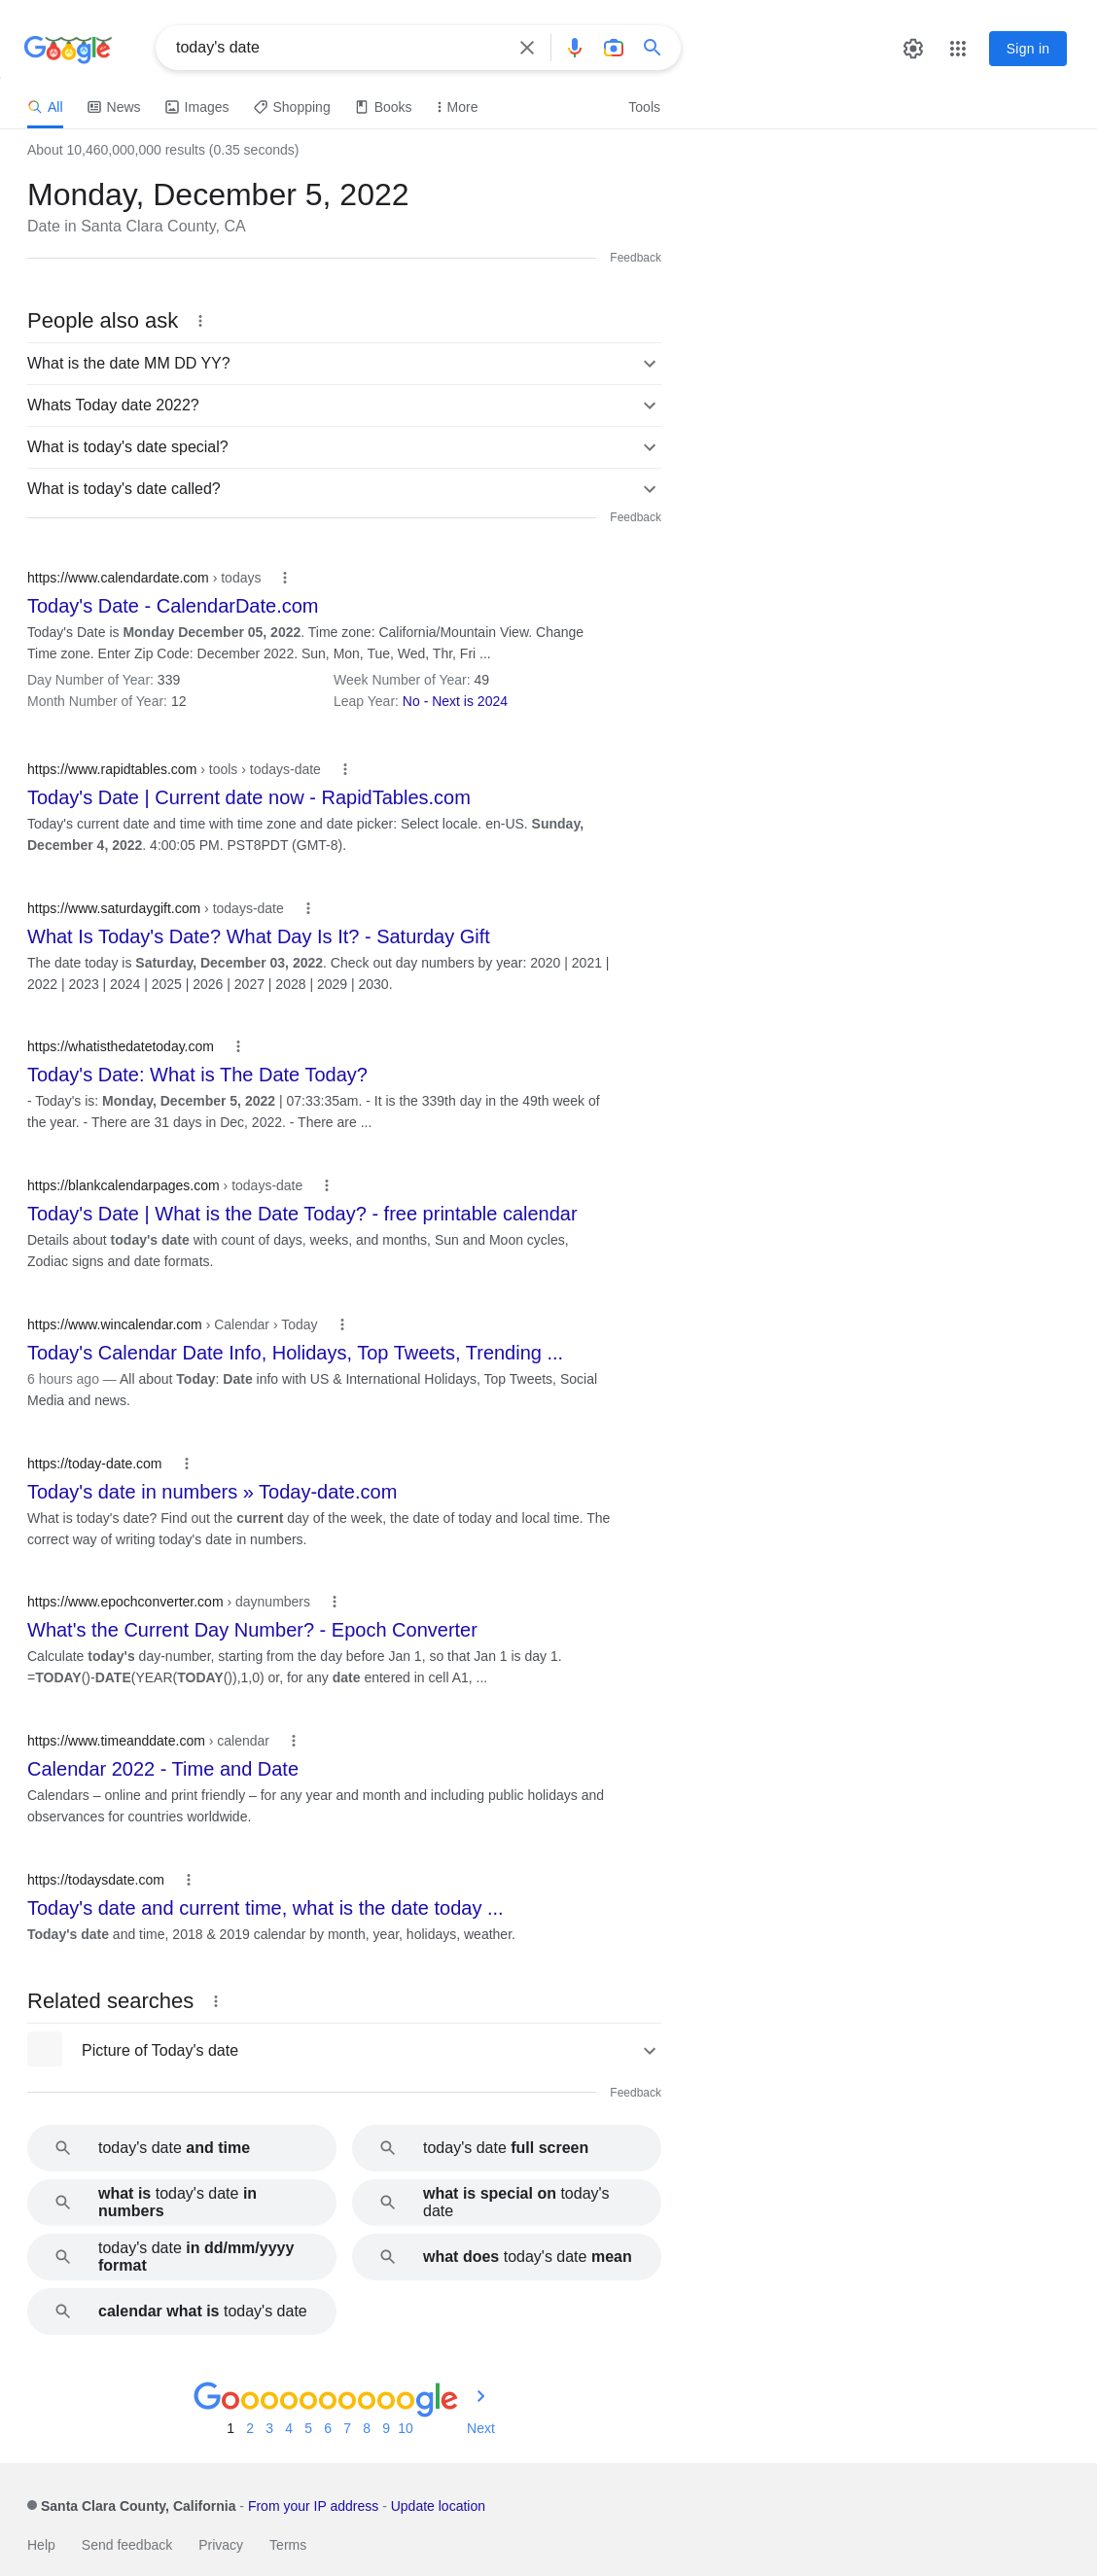 Google
today's date
Sign in
All
News
Images
Shopping
Books
More
Tools
About 10,460,000,000 results (0.35 seconds)
Monday, December 5, 2022
Date in Santa Clara County, CA
Feedback
People also ask
What is the date MM DD YY?
Whats Today date 2022?
What is today's date special?
What is today's date called?
Feedback
https://www.calendardate.com › todays
Today's Date - CalendarDate.com
Today's Date is Monday December 05, 2022. Time zone: California/Mountain View. Change
Time zone. Enter Zip Code: December 2022. Sun, Mon, Tue, Wed, Thr, Fri ...
Day Number of Year: 339
Week Number of Year: 49
Month Number of Year: 12
Leap Year: No - Next is 2024
https://www.rapidtables.com › tools › todays-date
Today's Date | Current date now - RapidTables.com
Today's current date and time with time zone and date picker: Select locale. en-US. Sunday,
December 4, 2022. 4:00:05 PM. PST8PDT (GMT-8).
https://www.saturdaygift.com › todays-date
What Is Today's Date? What Day Is It? - Saturday Gift
The date today is Saturday, December 03, 2022. Check out day numbers by year: 2020 | 2021 |
2022 | 2023 | 2024 | 2025 | 2026 | 2027 | 2028 | 2029 | 2030.
https://whatisthedatetoday.com
Today's Date: What is The Date Today?
- Today's is: Monday, December 5, 2022 | 07:33:35am. - It is the 339th day in the 49th week of
the year. - There are 31 days in Dec, 2022. - There are ...
https://blankcalendarpages.com › todays-date
Today's Date | What is the Date Today? - free printable calendar
Details about today's date with count of days, weeks, and months, Sun and Moon cycles,
Zodiac signs and date formats.
https://www.wincalendar.com › Calendar › Today
Today's Calendar Date Info, Holidays, Top Tweets, Trending ...
6 hours ago — All about Today: Date info with US & International Holidays, Top Tweets, Social
Media and news.
https://today-date.com
Today's date in numbers » Today-date.com
What is today's date? Find out the current day of the week, the date of today and local time. The
correct way of writing today's date in numbers.
https://www.epochconverter.com › daynumbers
What's the Current Day Number? - Epoch Converter
Calculate today's day-number, starting from the day before Jan 1, so that Jan 1 is day 1.
=TODAY()-DATE(YEAR(TODAY()),1,0) or, for any date entered in cell A1, ...
https://www.timeanddate.com › calendar
Calendar 2022 - Time and Date
Calendars – online and print friendly – for any year and month and including public holidays and
observances for countries worldwide.
https://todaysdate.com
Today's date and current time, what is the date today ...
Today's date and time, 2018 & 2019 calendar by month, year, holidays, weather.
Related searches
Picture of Today's date
Feedback
today's date and time
today's date full screen
what is today's date in
numbers
what is special on today's
date
today's date in dd/mm/yyyy
format
what does today's date mean
calendar what is today's date
Goooooooooogle
1 2 3 4 5 6 7 8 9 10 Next
Santa Clara County, California - From your IP address - Update location
Help
Send feedback
Privacy
Terms